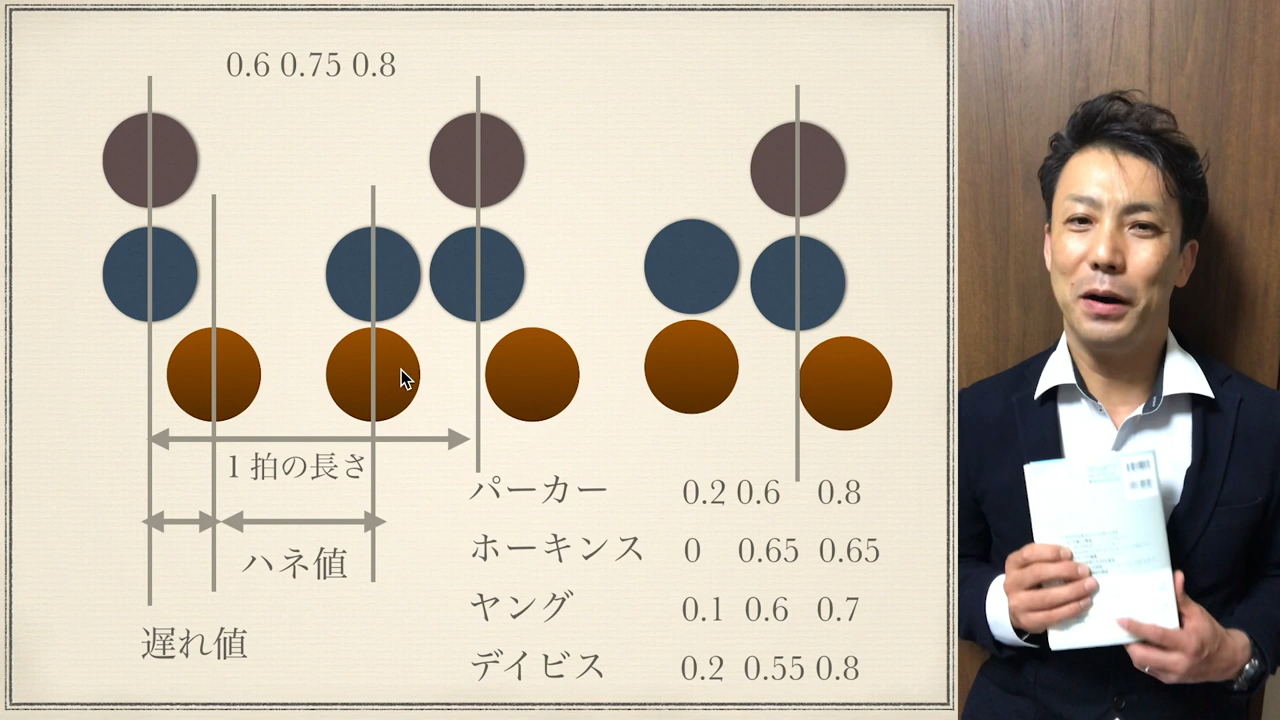 0.6 0.75 0.8
1 拍の長さ
ハネ値
遅れ値
パーカー 0.2 0.6 0.8
ホーキンス 0 0.65 0.65
ヤング 0.1 0.6 0.7
デイビス 0.2 0.55 0.8